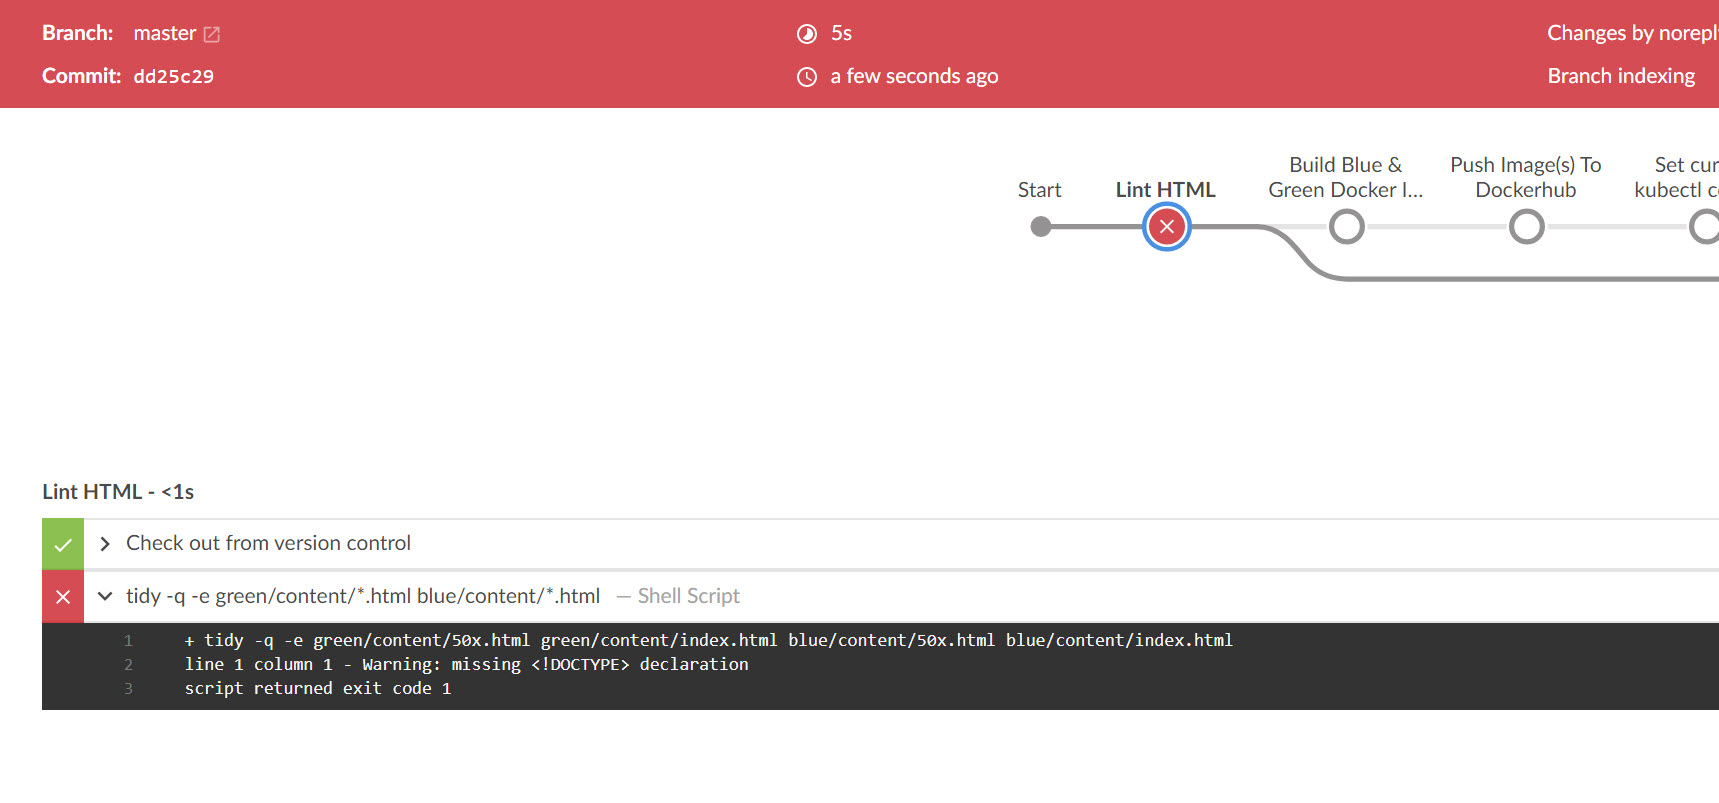 Branch: master
Commit: dd25c29
5s
a few seconds ago
Changes by norepl
Branch indexing
Start
Lint HTML
Build Blue &
Green Docker I...
Push Image(s) To
Dockerhub
Set cur
kubectl c
Lint HTML - <1s
Check out from version control
tidy -q -e green/content/*.html blue/content/*.html — Shell Script
1 + tidy -q -e green/content/50x.html green/content/index.html blue/content/50x.html blue/content/index.html
2 line 1 column 1 - Warning: missing <!DOCTYPE> declaration
3 script returned exit code 1